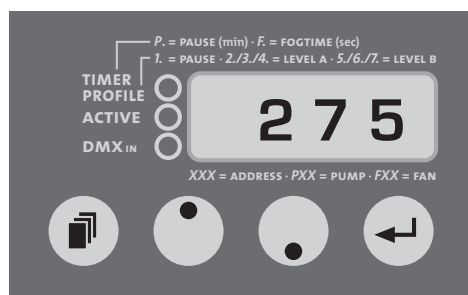 P. = PAUSE (min) · F. = FOGTIME (sec)
1. = PAUSE · 2./3./4. = LEVEL A · 5./6./7. = LEVEL B
TIMER
PROFILE
ACTIVE
DMX IN
275
XXX = ADDRESS · PXX = PUMP · FXX = FAN